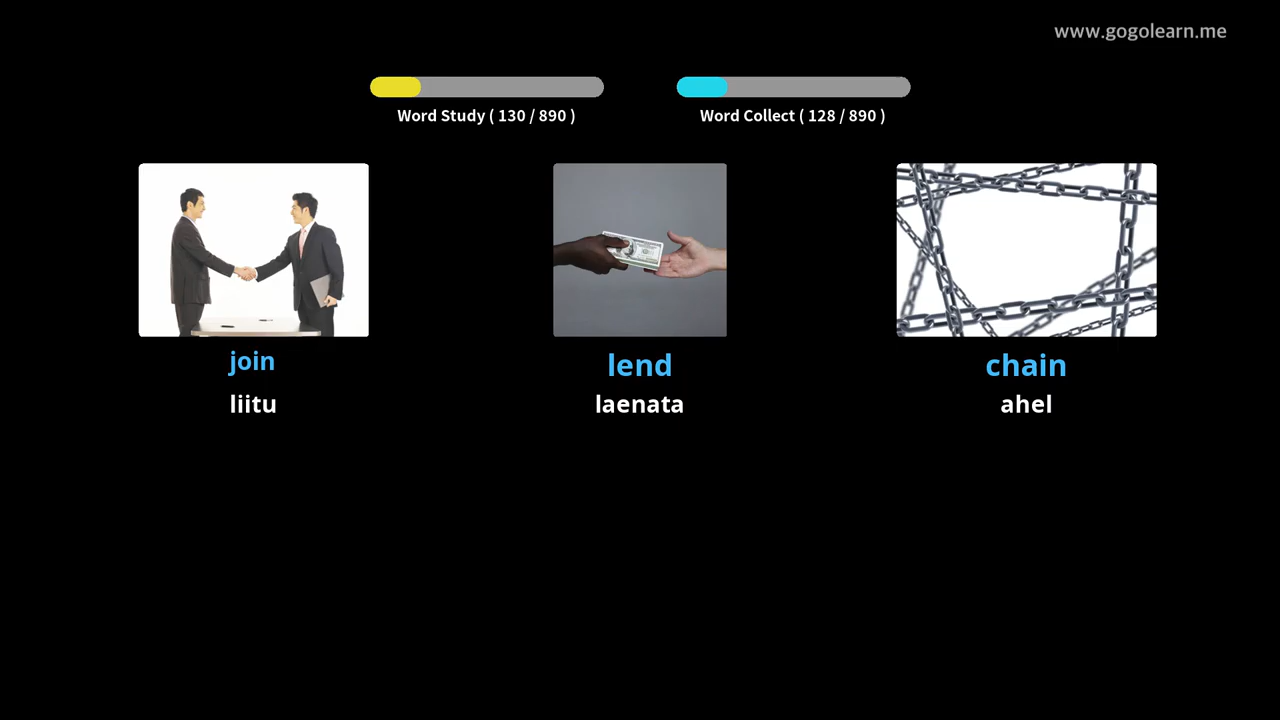 www.gogolearn.me
Word Study ( 130 / 890 )
Word Collect ( 128 / 890 )
join
lend
chain
liitu
laenata
ahel